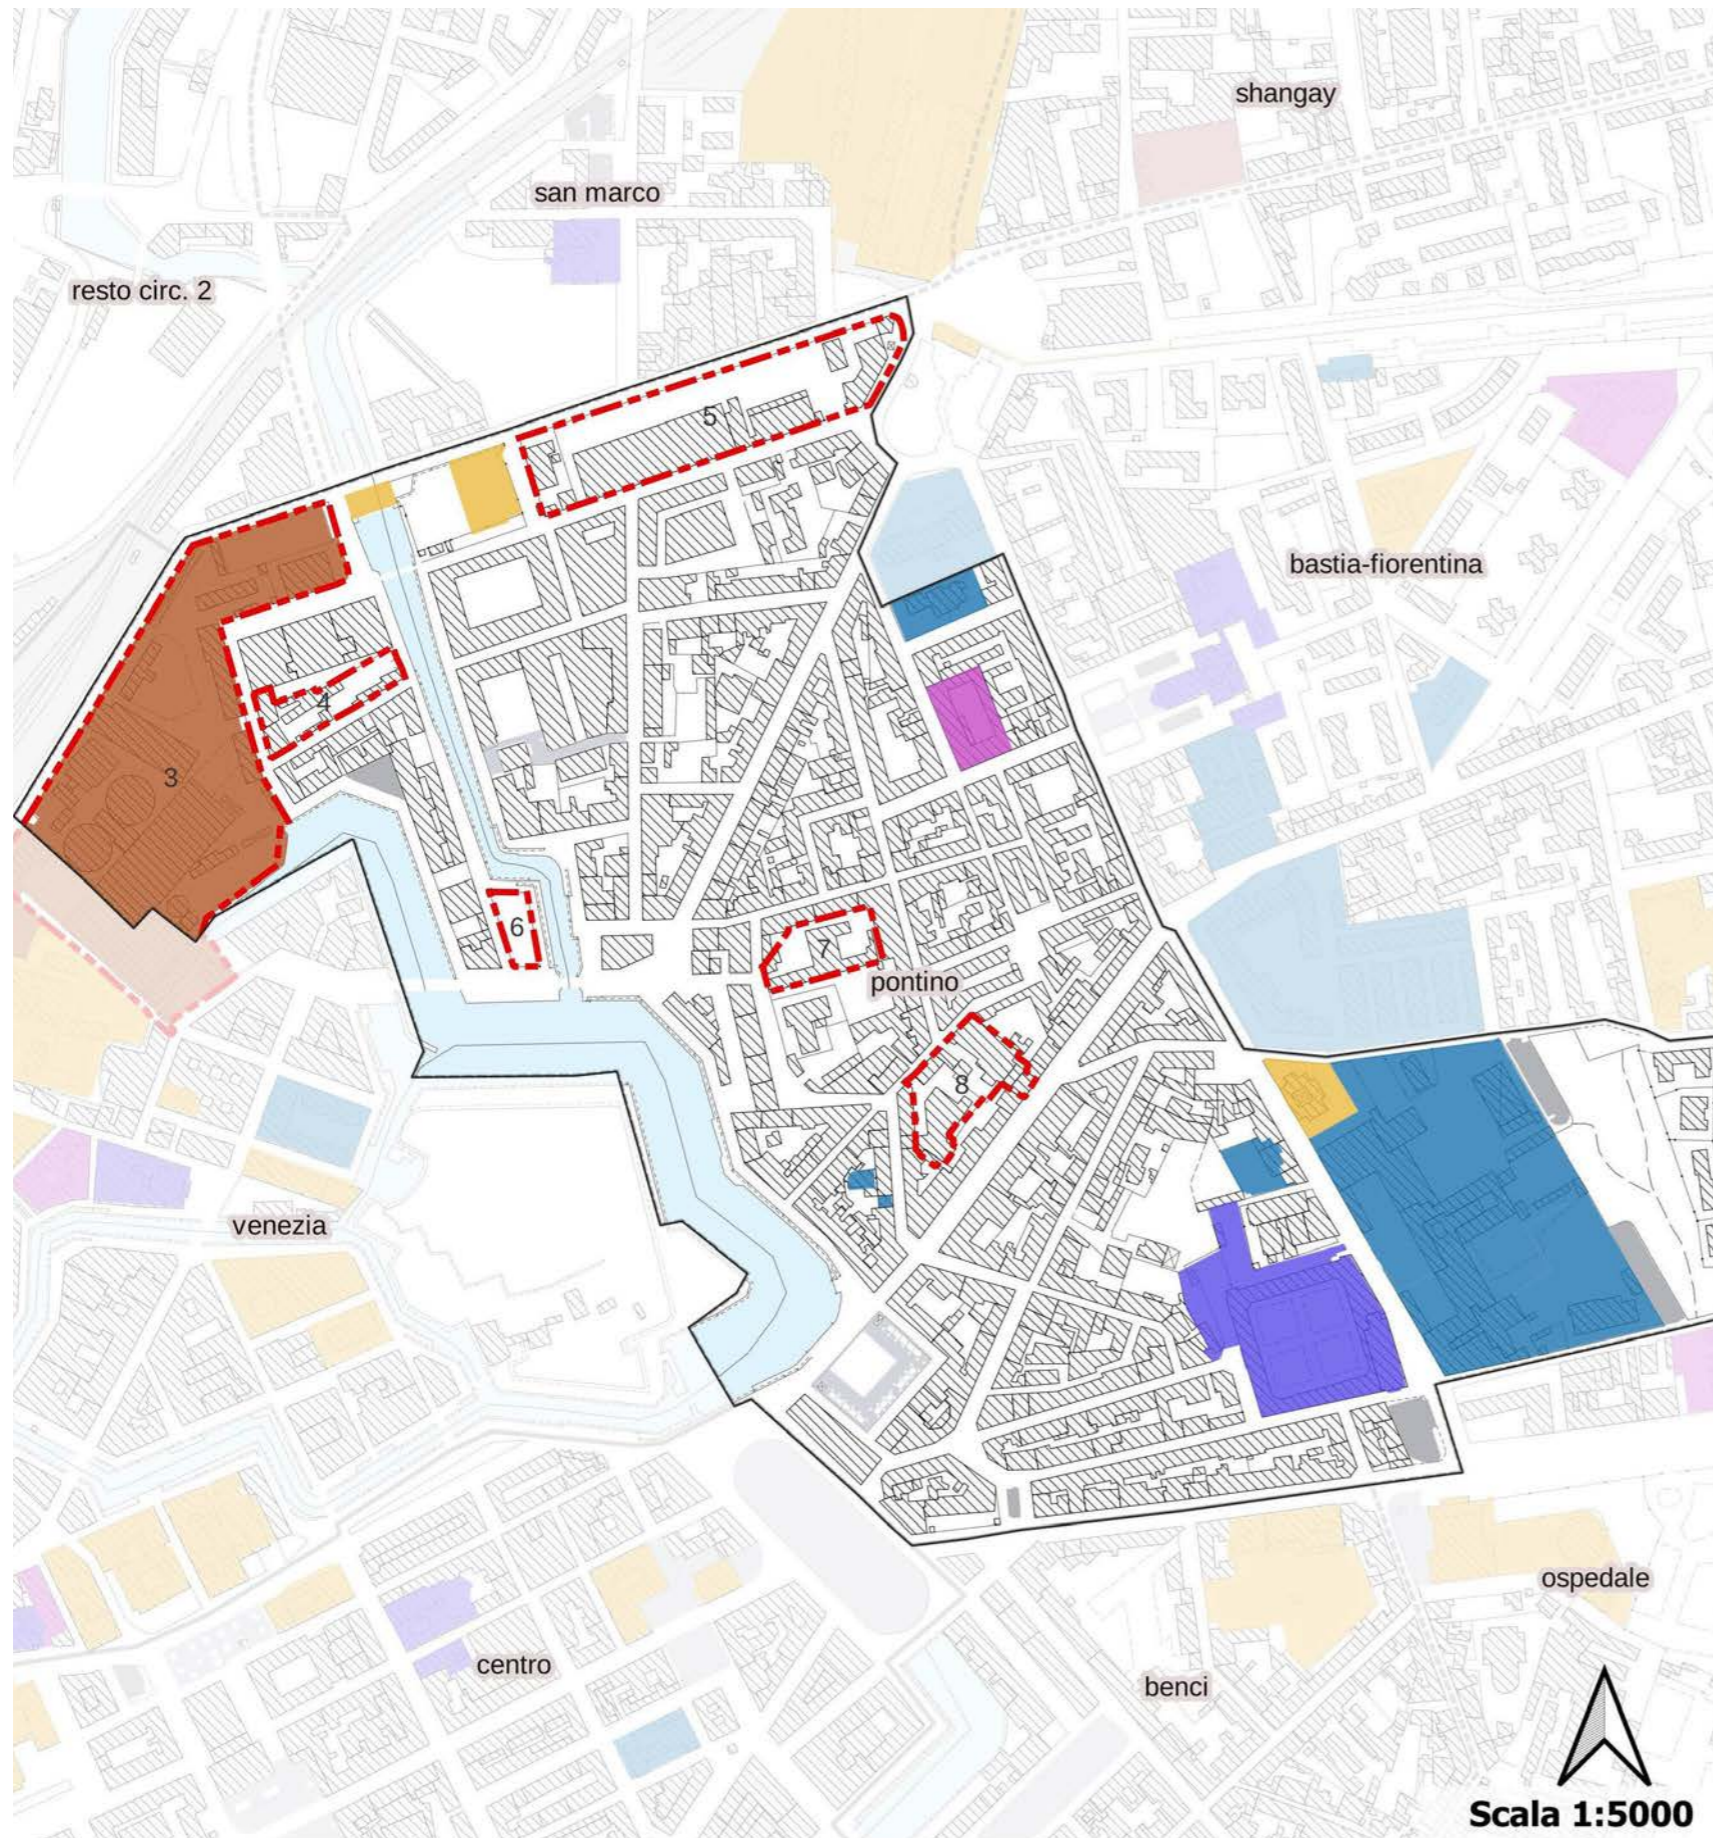 shangay
san marco
resto circ. 2
5
bastia-fiorentina
4
3
6
7
pontino
8
venezia
ospedale
centro
benci
Scala 1:5000